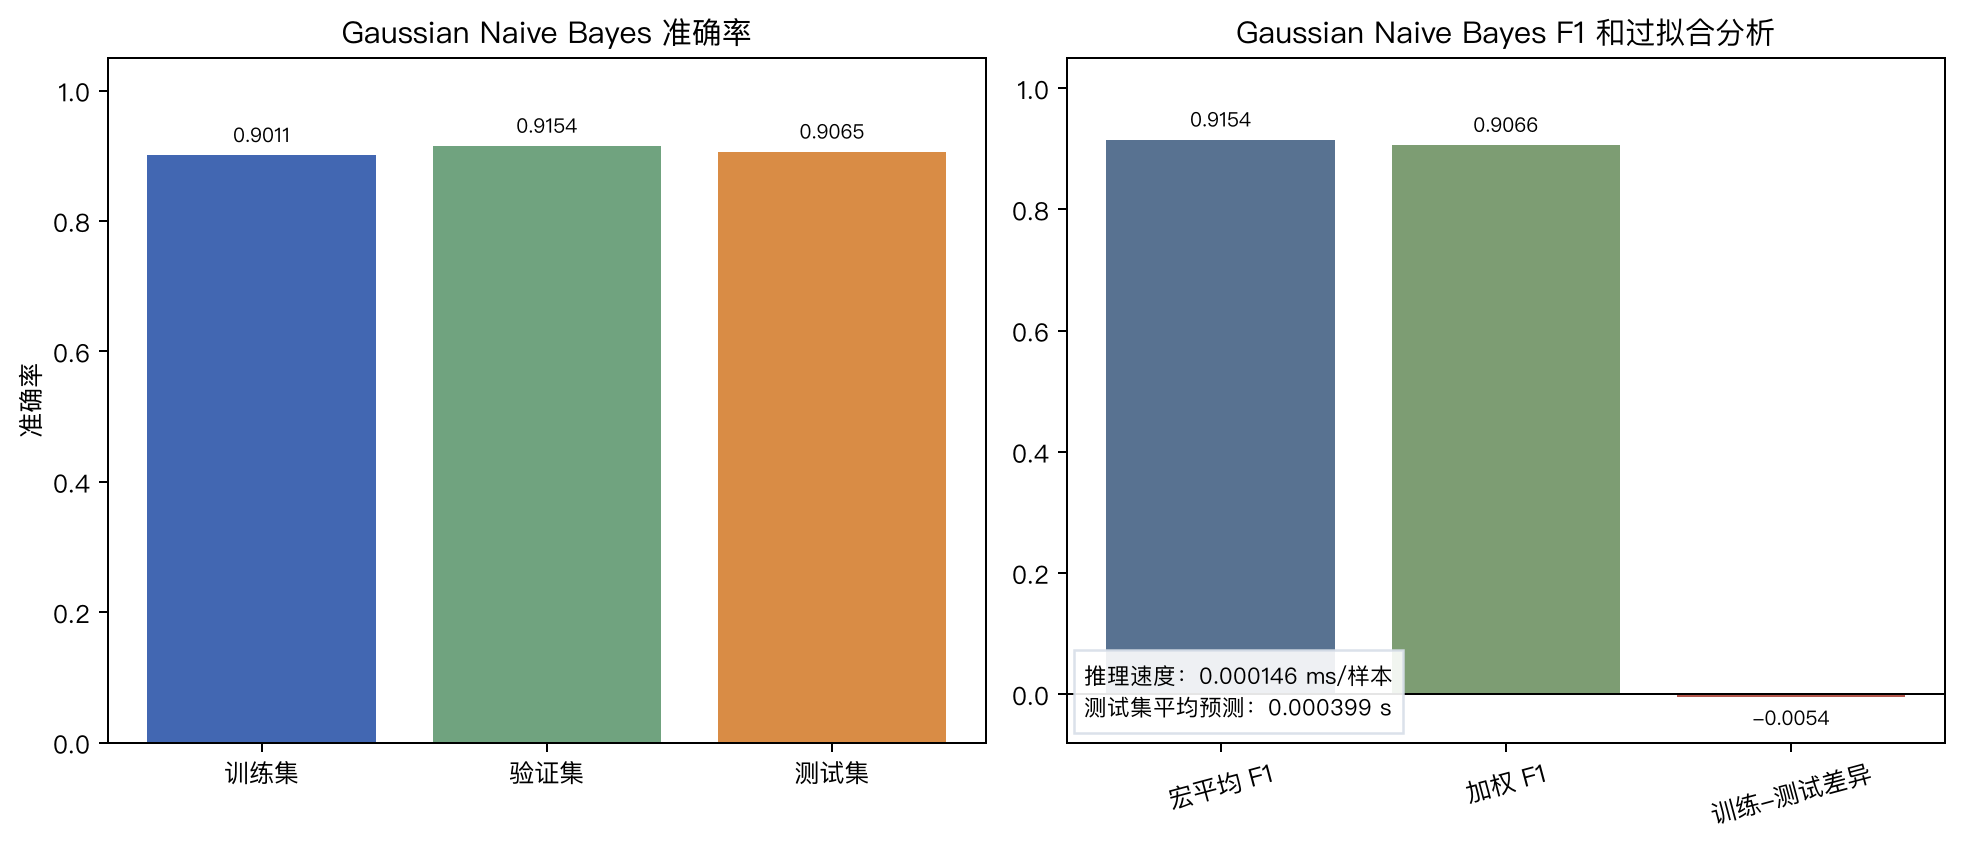 Gaussian Naive Bayes 准确率
准确率
1.0
0.8
0.6
0.4
0.2
0.0
0.9011
0.9154
0.9065
训练集
验证集
测试集
Gaussian Naive Bayes F1 和过拟合分析
1.0
0.8
0.6
0.4
0.2
0.0
0.9154
0.9066
−0.0054
推理速度：0.000146 ms/样本
测试集平均预测：0.000399 s
宏平均 F1
加权 F1
训练−测试差异